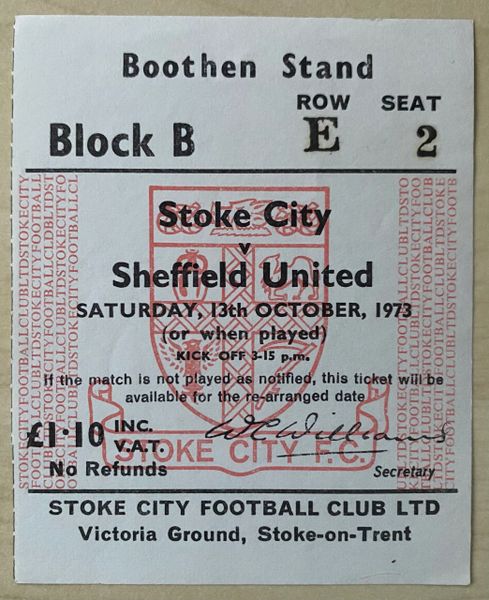 Boothen Stand
ROW SEAT
Block B E 2
Stoke City
v
Sheffield United
SATURDAY, 13th OCTOBER, 1973
(or when played)
KICK OFF 3-15 p.m.
If the match is not played as notified, this ticket will be
available for the re-arranged date
£1·10 INC. V.A.T.
WC Williams
No Refunds
Secretary
STOKE CITY F.C.
STOKE CITY FOOTBALL CLUB LTD
Victoria Ground, Stoke-on-Trent